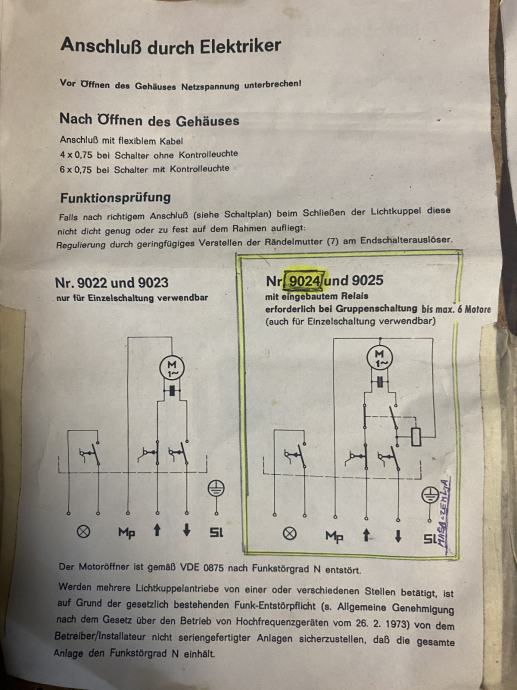 Anschluß durch Elektriker
Vor Öffnen des Gehäuses Netzspannung unterbrechen!
Nach Öffnen des Gehäuses
Anschluß mit flexiblem Kabel
4 x 0,75 bei Schalter ohne Kontrolleuchte
6 x 0,75 bei Schalter mit Kontrolleuchte
Funktionsprüfung
Falls nach richtigem Anschluß (siehe Schaltplan) beim Schließen der Lichtkuppel diese
nicht dicht genug oder zu fest auf dem Rahmen aufliegt:
Regulierung durch geringfügiges Verstellen der Rändelmutter (7) am Endschalterauslöser.
Nr. 9022 und 9023
nur für Einzelschaltung verwendbar
M
1~
Mp
Sl
Nr. 9024 und 9025
mit eingebautem Relais
erforderlich bei Gruppenschaltung bis max. 6 Motore
(auch für Einzelschaltung verwendbar)
M
1~
Mp
SL
MASA-ZEMLJA
Der Motoröffner ist gemäß VDE 0875 nach Funkstörgrad N entstört.
Werden mehrere Lichtkuppelantriebe von einer oder verschiedenen Stellen betätigt, ist
auf Grund der gesetzlich bestehenden Funk-Entstörpflicht (s. Allgemeine Genehmigung
nach dem Gesetz über den Betrieb von Hochfrequenzgeräten vom 26. 2. 1973) von dem
Betreiber/Installateur nicht seriengefertigter Anlagen sicherzustellen, daß die gesamte
Anlage den Funkstörgrad N einhält.